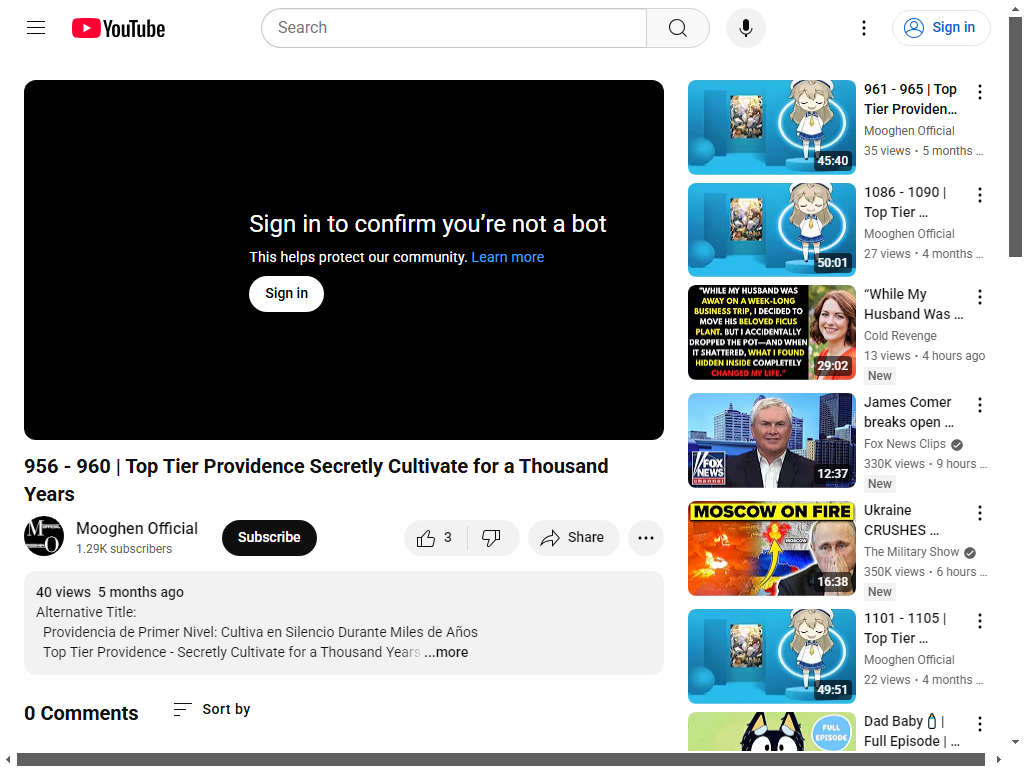 YouTube
Search
Sign in
Sign in to confirm you're not a bot
This helps protect our community. Learn more
Sign in
956 - 960 | Top Tier Providence Secretly Cultivate for a Thousand
Years
Mooghen Official
1.29K subscribers
Subscribe
3
Share
40 views 5 months ago
Alternative Title:
Providencia de Primer Nivel: Cultiva en Silencio Durante Miles de Años
Top Tier Providence - Secretly Cultivate for a Thousand Years ...more
0 Comments
Sort by
45:40
961 - 965 | Top
Tier Providen...
Mooghen Official
35 views • 5 months ...
50:01
1086 - 1090 |
Top Tier ...
Mooghen Official
27 views • 4 months ...
"WHILE MY HUSBAND WAS
AWAY ON A WEEK-LONG
BUSINESS TRIP, I DECIDED TO
MOVE HIS BELOVED FICUS
PLANT. BUT I ACCIDENTALLY
DROPPED THE POT—AND WHEN
IT SHATTERED, WHAT I FOUND
HIDDEN INSIDE COMPLETELY
CHANGED MY LIFE."
29:02
“While My
Husband Was ...
Cold Revenge
13 views • 4 hours ago
New
FOX
NEWS
channel
12:37
James Comer
breaks open ...
Fox News Clips
330K views • 9 hours ...
New
MOSCOW ON FIRE
MOSCOW
16:38
Ukraine
CRUSHES ...
The Military Show
350K views • 6 hours ...
New
49:51
1101 - 1105 |
Top Tier ...
Mooghen Official
22 views • 4 months ...
FULL
EPISODE
Dad Baby🍼 |
Full Episode | ...